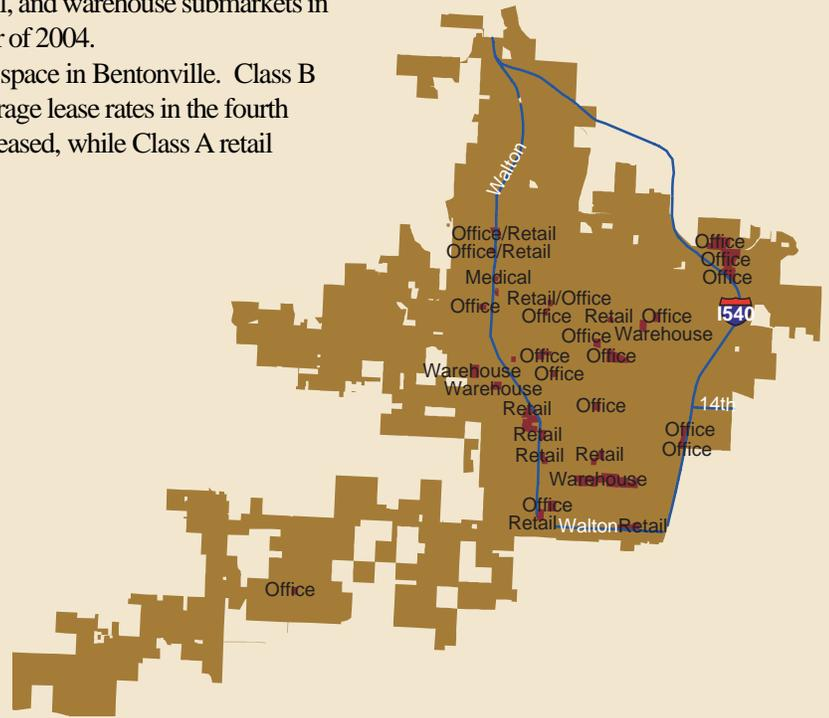 l, and warehouse submarkets in
r of 2004.
space in Bentonville. Class B
rage lease rates in the fourth
eased, while Class A retail
Walton
Office/Retail
Office/Retail
Medical
Office
Retail/Office
Office
Retail
Office
Office
Warehouse
Office
Office
Office
Warehouse
Warehouse
Retail
Office
Retail
Retail
Retail
Warehouse
Office
Retail
Walton
Retail
Office
Office
Office
I540
14th
Office
Office
Office